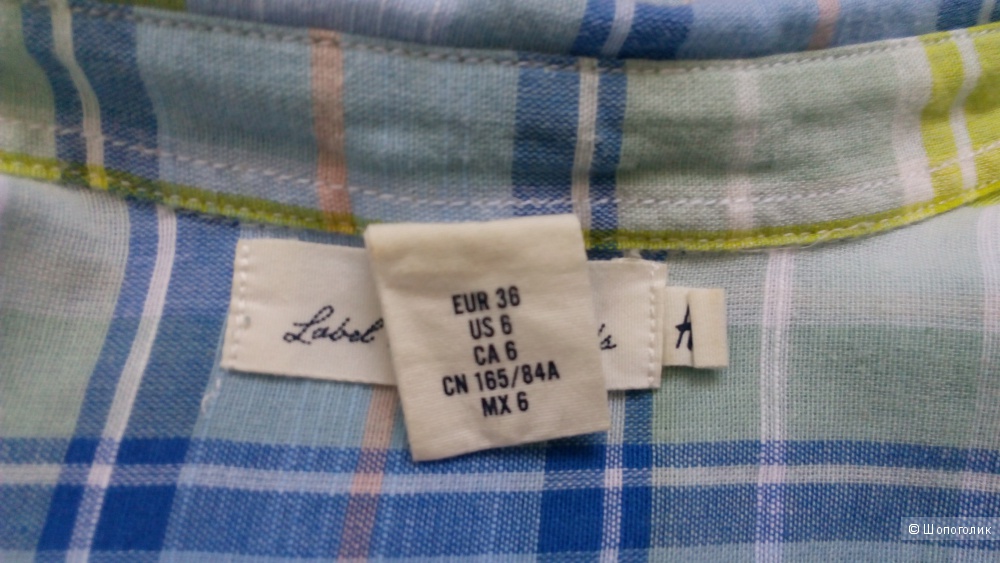 Label
EUR 36
US 6
CA 6
CN 165/84A
MX 6
© Шопоголик